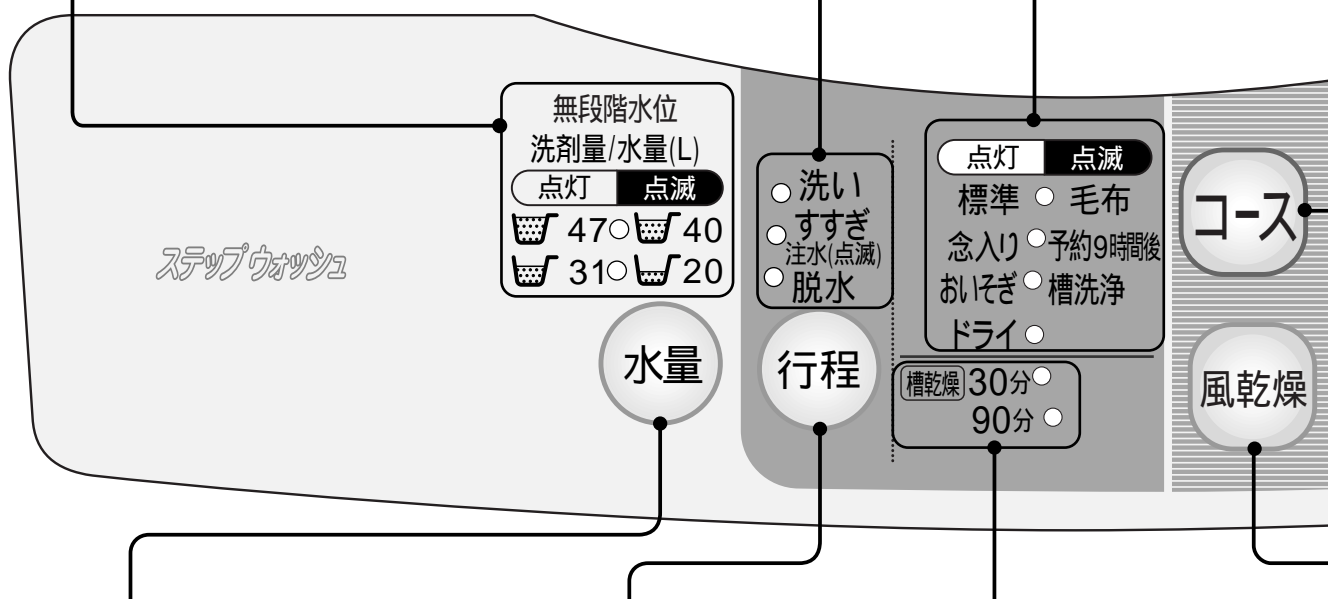 ステップウォッシュ
無段階水位
洗剤量/水量(L)
点灯 点滅
47 40
31 20
水量
洗い
すすぎ
注水(点滅)
脱水
行程
点灯 点滅
標準 毛布
念入り 予約9時間後
おいそぎ 槽洗浄
ドライ
槽乾燥 30分
90分
コース
風乾燥